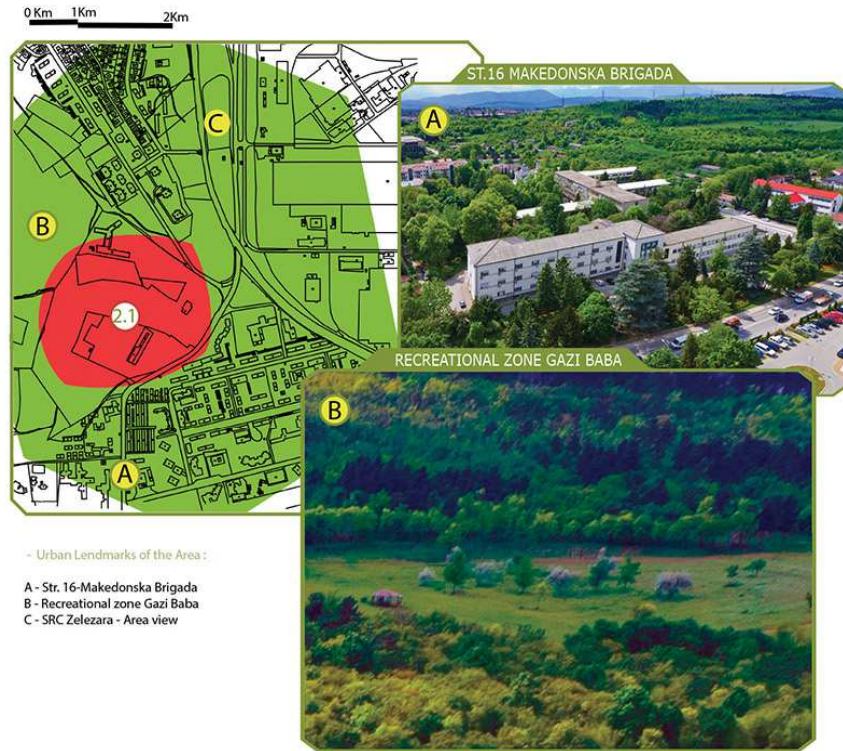 0 Km 1Km 2Km
ST.16 MAKEDONSKA BRIGADA
A
C
B
2.1
RECREATIONAL ZONE GAZI BABA
B
A
- Urban Lendmarks of the Area :
A - Str. 16-Makedonska Brigada
B - Recreational zone Gazi Baba
C - SRC Zelezara - Area view